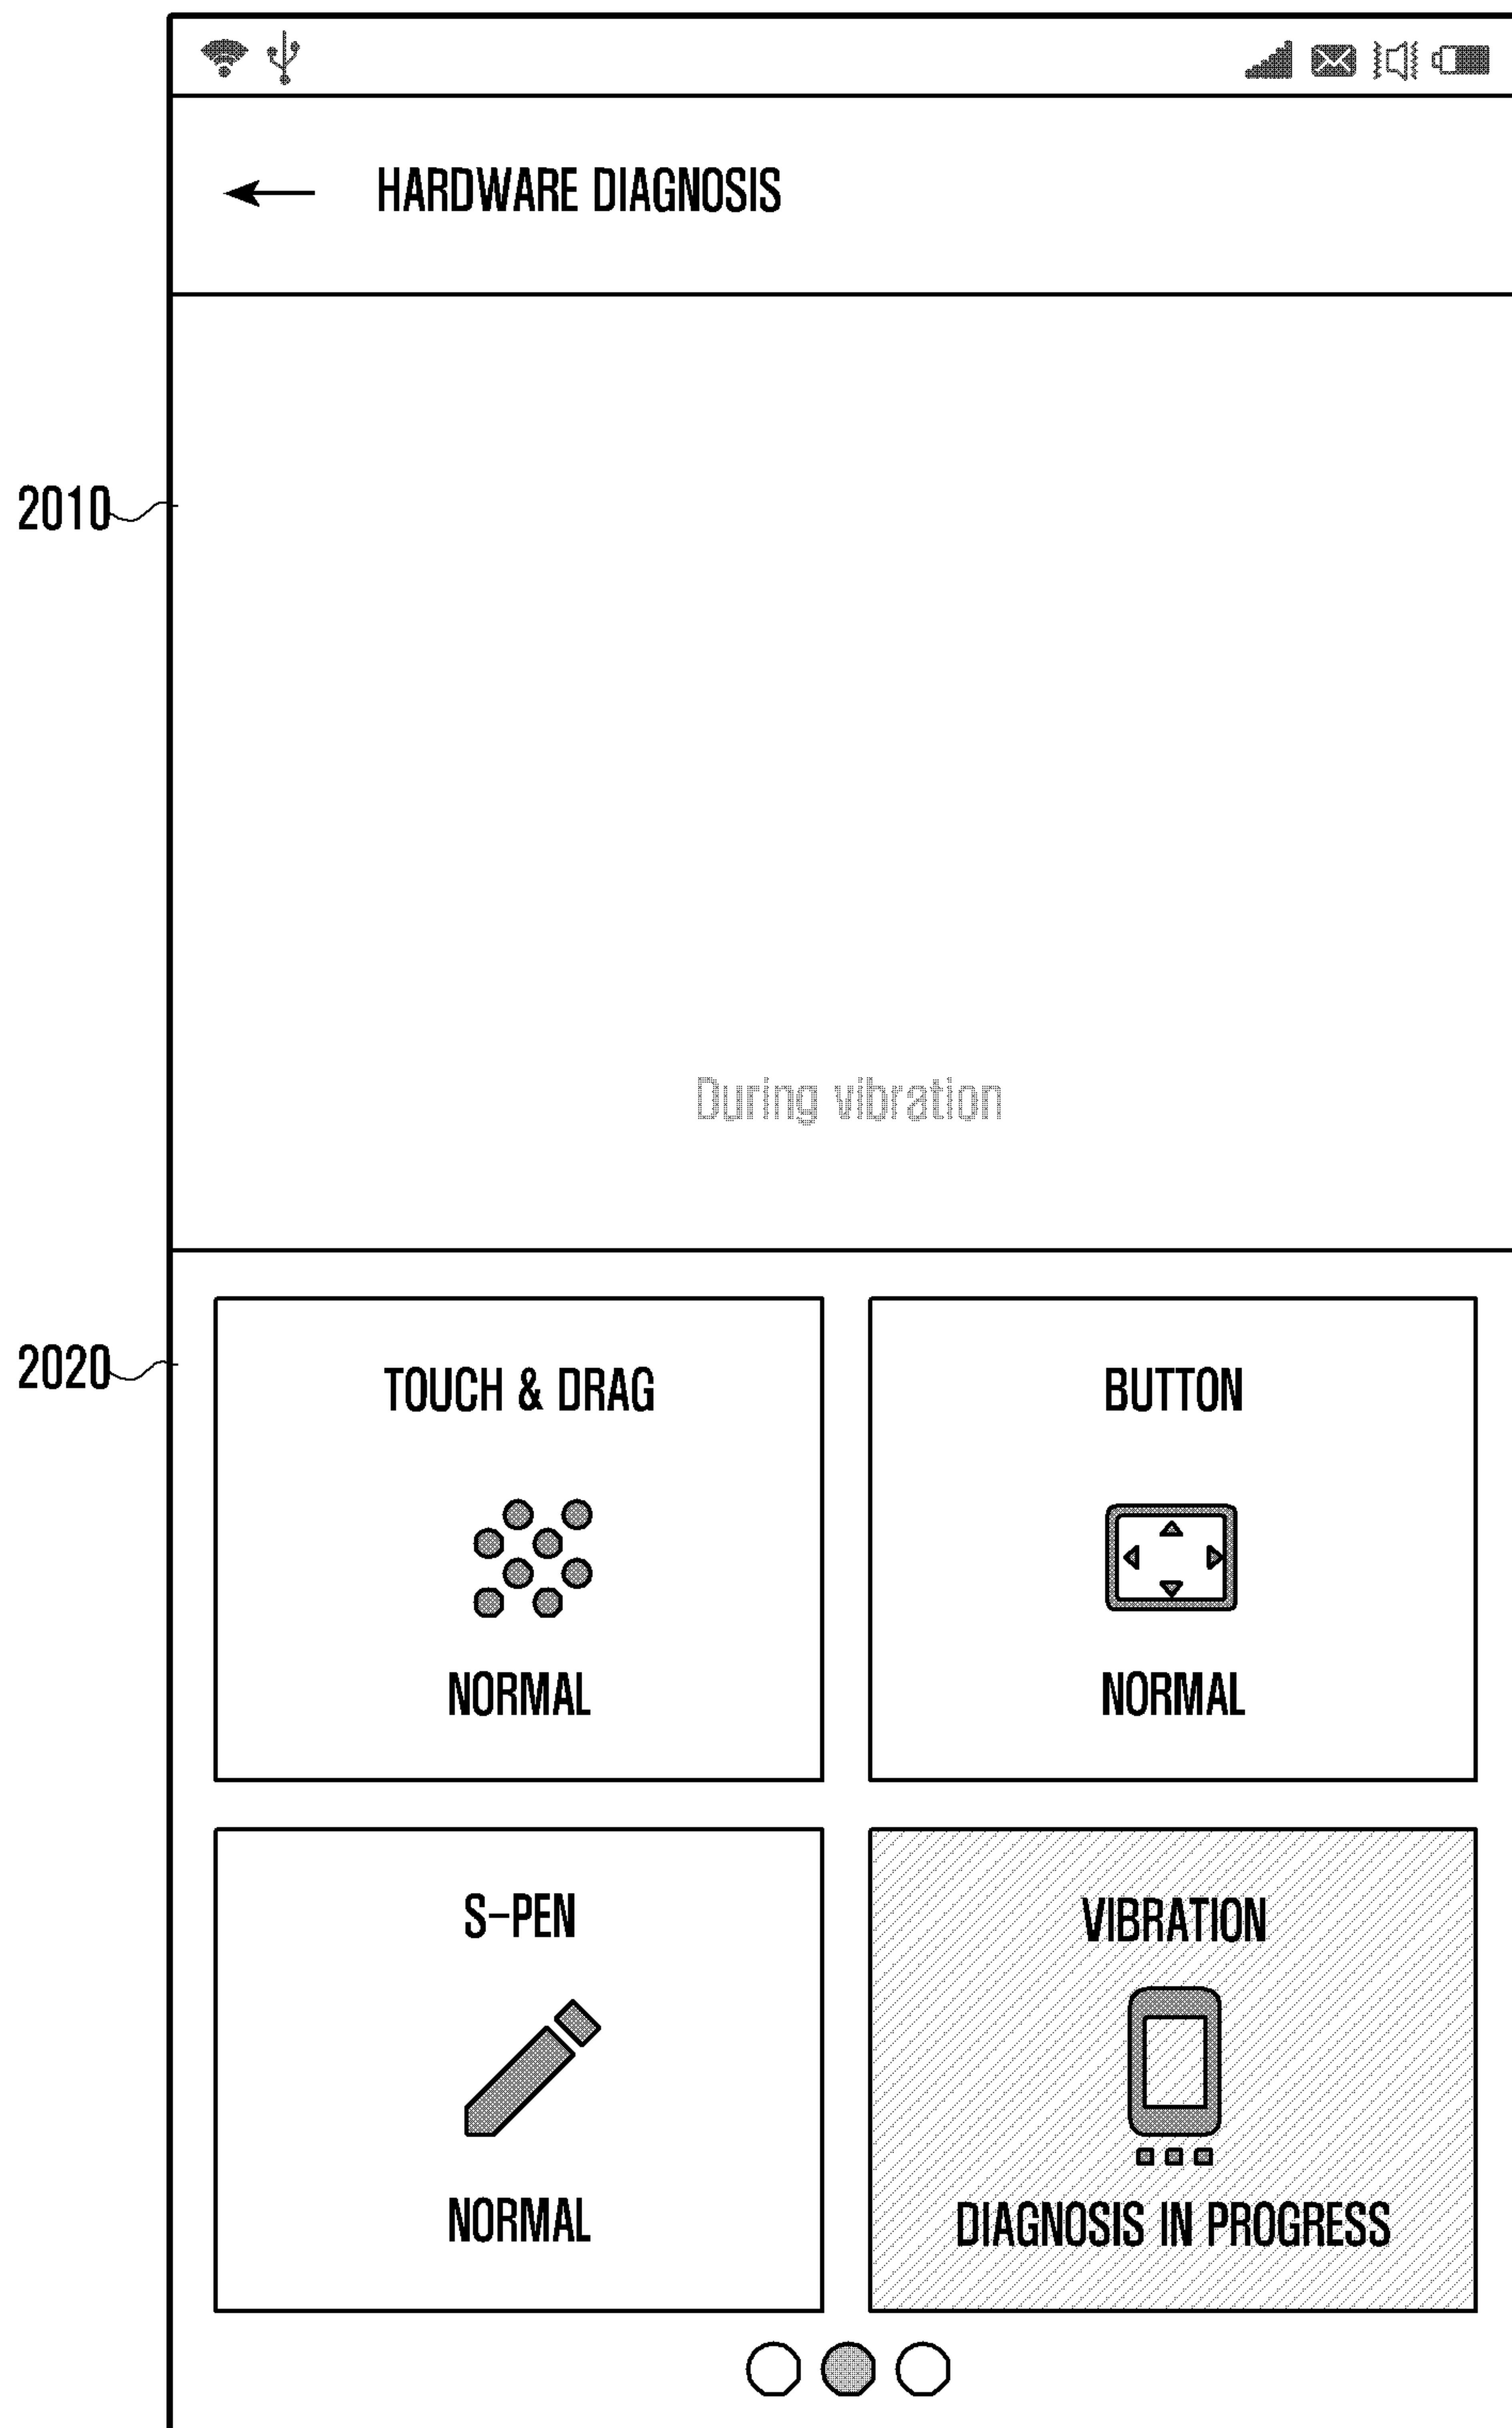 HARDWARE DIAGNOSIS
2010
During vibration
2020
TOUCH & DRAG
BUTTON
NORMAL
NORMAL
S-PEN
VIBRATION
NORMAL
DIAGNOSIS IN PROGRESS